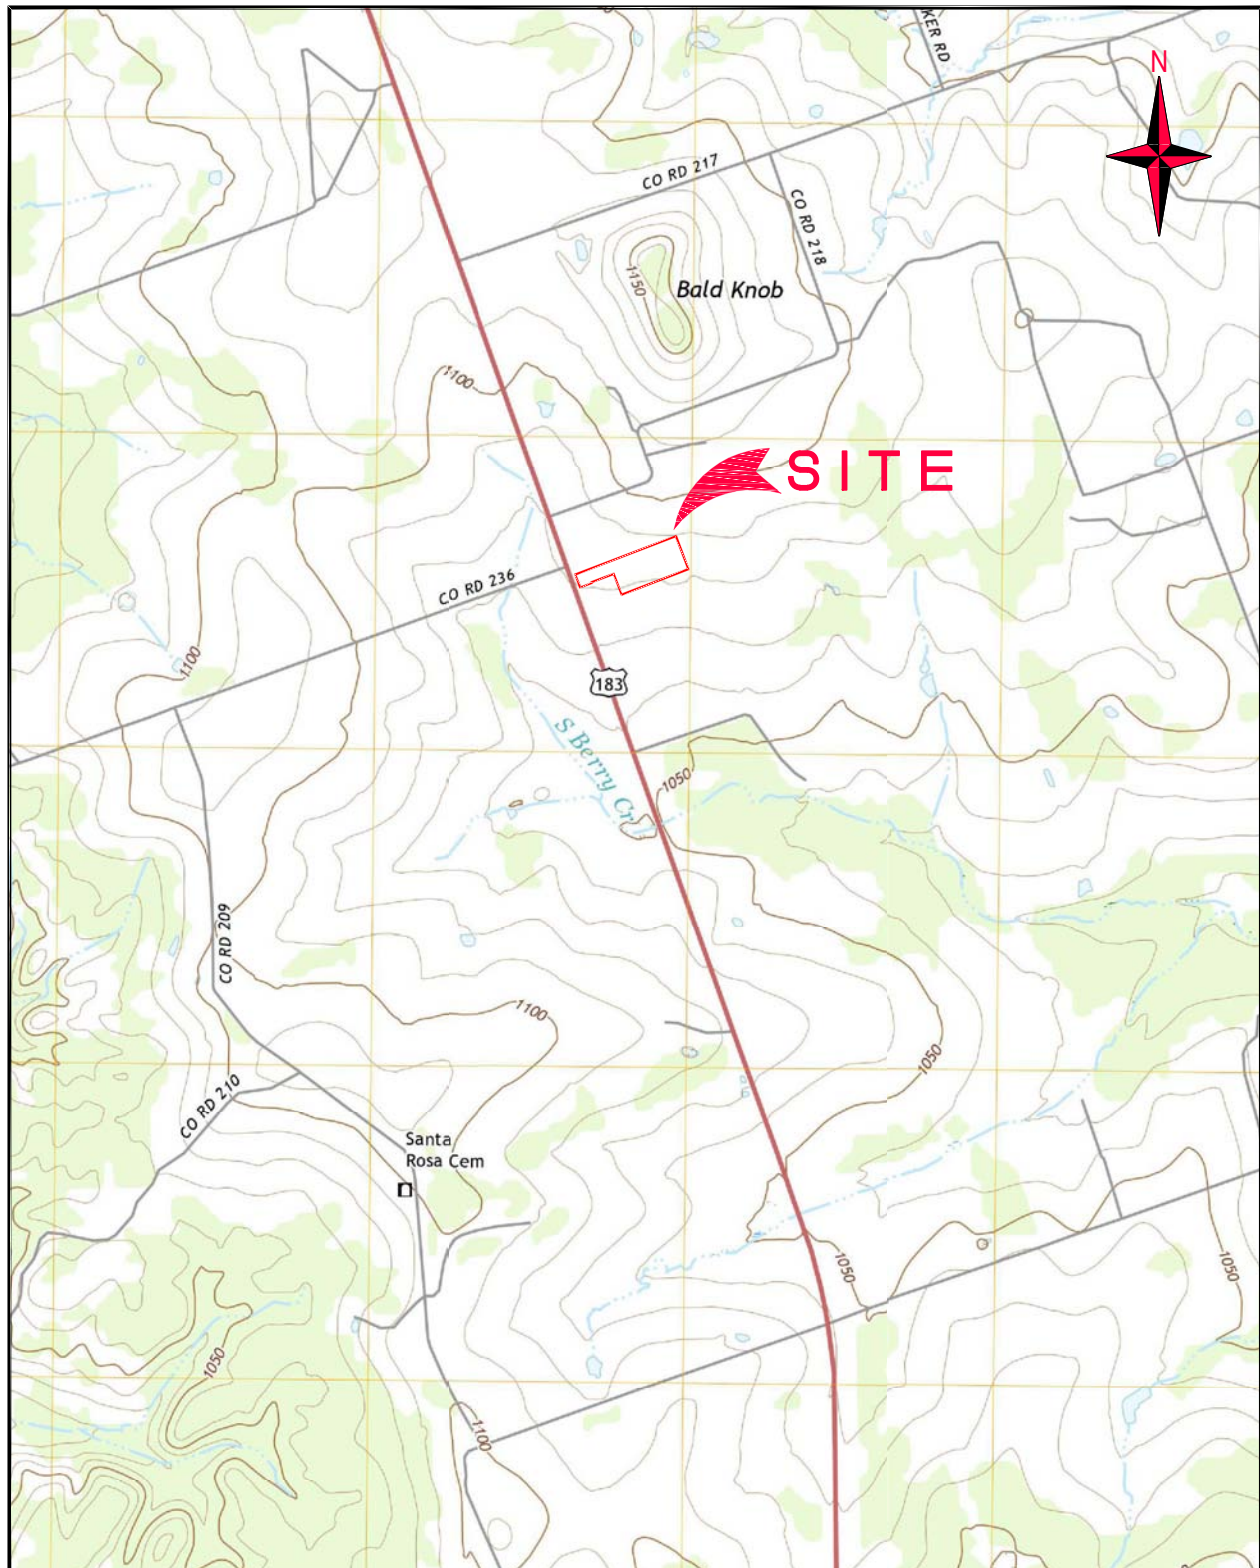 KER RD
N
CO RD 217
CO RD 218
1150
Bald Knob
1100
SITE
CO RD 236
1100
183
S Berry Cr
1050
CO RD 209
1100
1050
CO RD 210
Santa
Rosa Cem
1050
1050
1050
1100